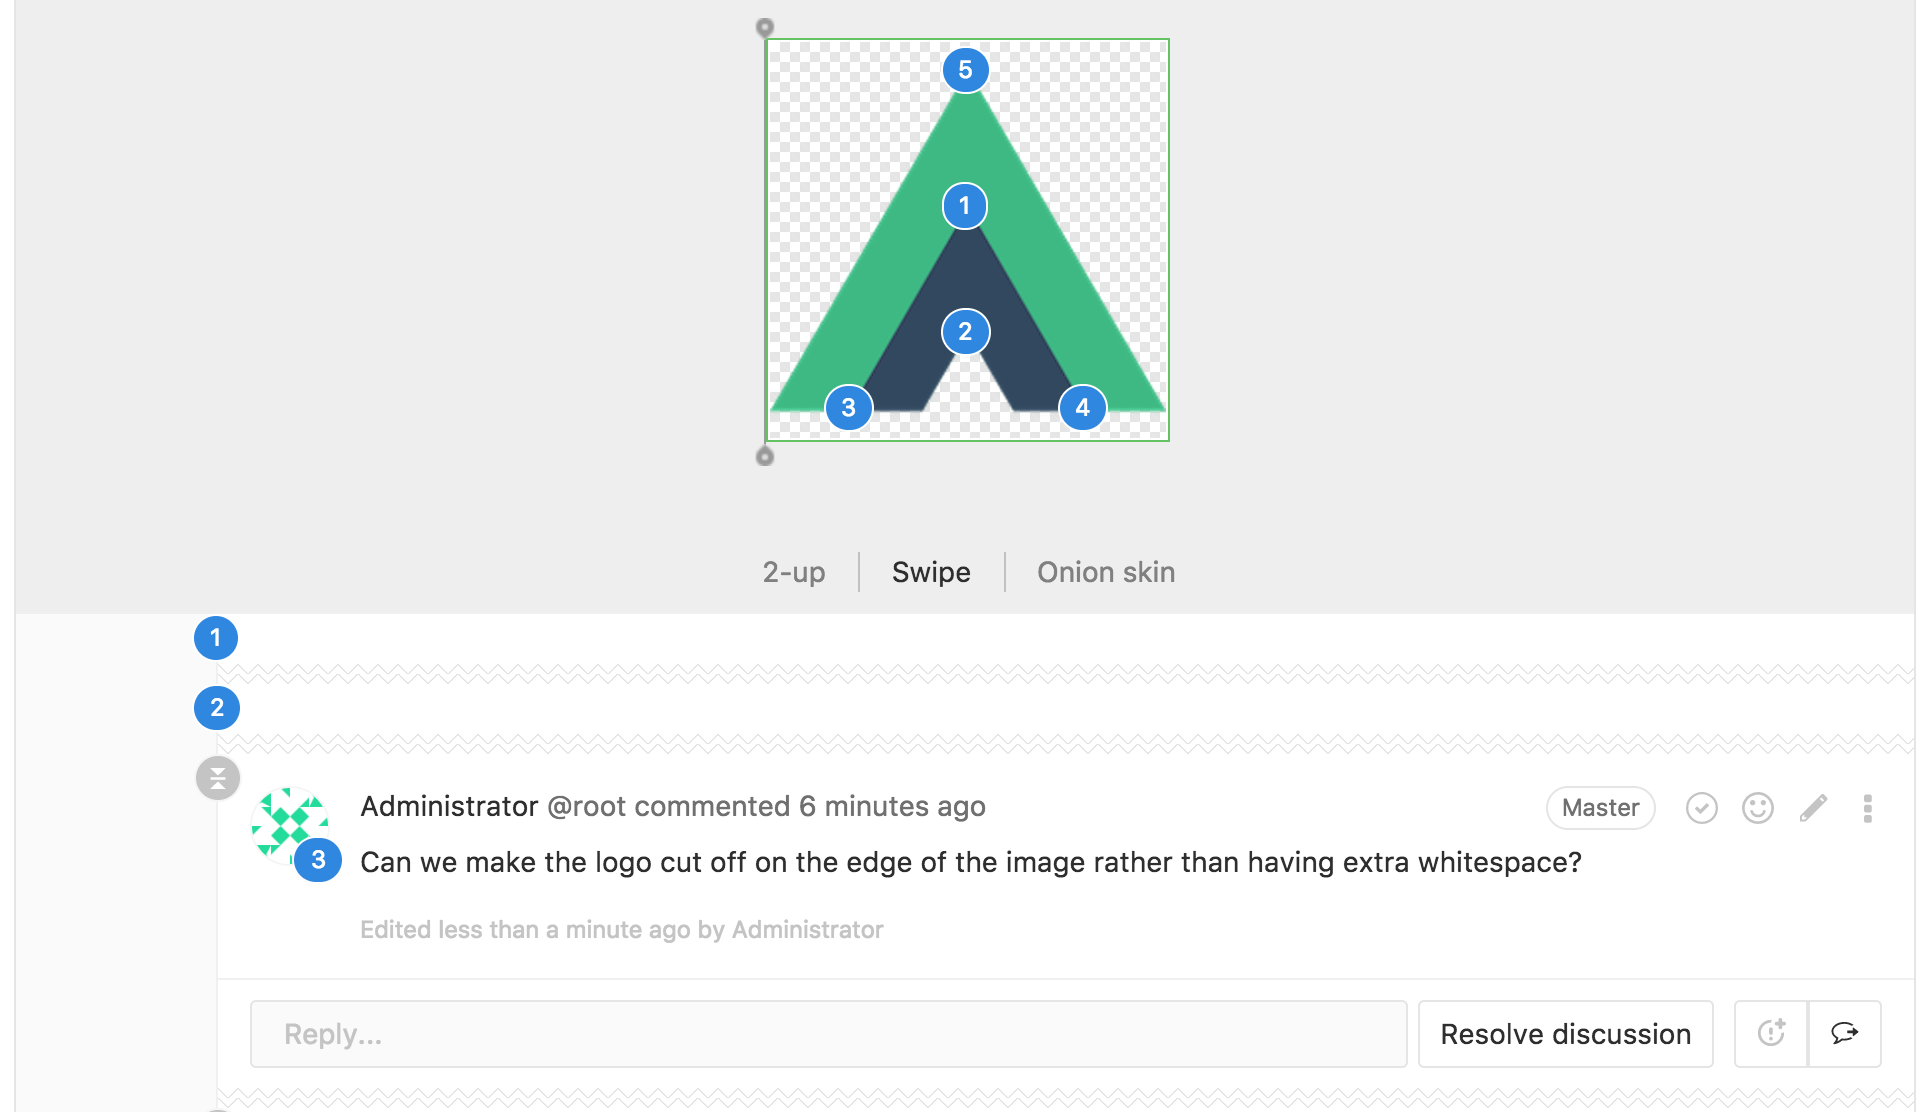 5
1
2
3 4
2-up Swipe Onion skin
1
2
Administrator @root commented 6 minutes ago Master
3 Can we make the logo cut off on the edge of the image rather than having extra whitespace?
Edited less than a minute ago by Administrator
Reply... Resolve discussion